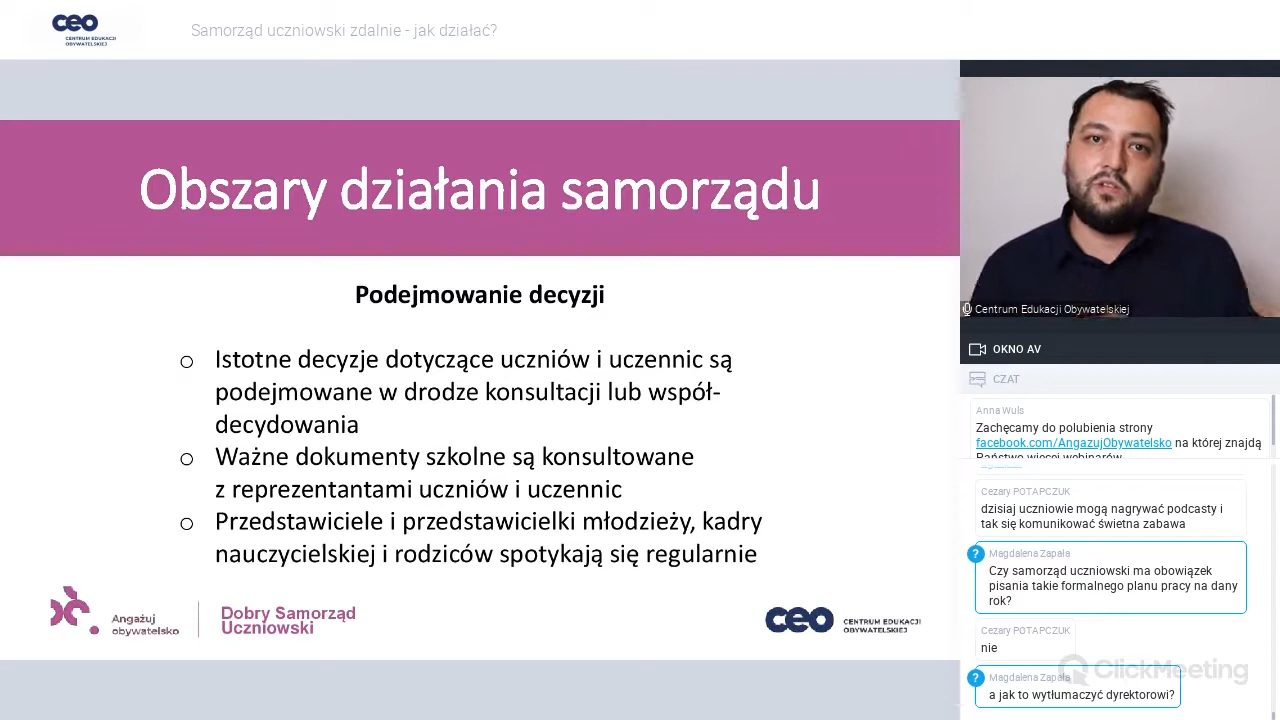 ceo
CENTRUM EDUKACJI
OBYWATELSKIEJ
Samorząd uczniowski zdalnie - jak działać?
Obszary działania samorządu
Podejmowanie decyzji
o Istotne decyzje dotyczące uczniów i uczennic są
podejmowane w drodze konsultacji lub współ-
decydowania
o Ważne dokumenty szkolne są konsultowane
z reprezentantami uczniów i uczennic
o Przedstawiciele i przedstawicielki młodzieży, kadry
nauczycielskiej i rodziców spotykają się regularnie
Angażuj
obywatelsko
Dobry Samorząd
Uczniowski
ceo
CENTRUM EDUKACJI
OBYWATELSKIEJ
Centrum Edukacji Obywatelskiej
OKNO AV
CZAT
Anna Wuls
Zachęcamy do polubienia strony
facebook.com/AngazujObywatelsko na której znajdą
Państwo więcej webinarów
Cezary POTAPCZUK
dzisiaj uczniowie mogą nagrywać podcasty i
tak się komunikować świetna zabawa
?
Magdalena Zapała
Czy samorząd uczniowski ma obowiązek
pisania takie formalnego planu pracy na dany
rok?
Cezary POTAPCZUK
nie
ClickMeeting
?
Magdalena Zapała
a jak to wytłumaczyć dyrektorowi?